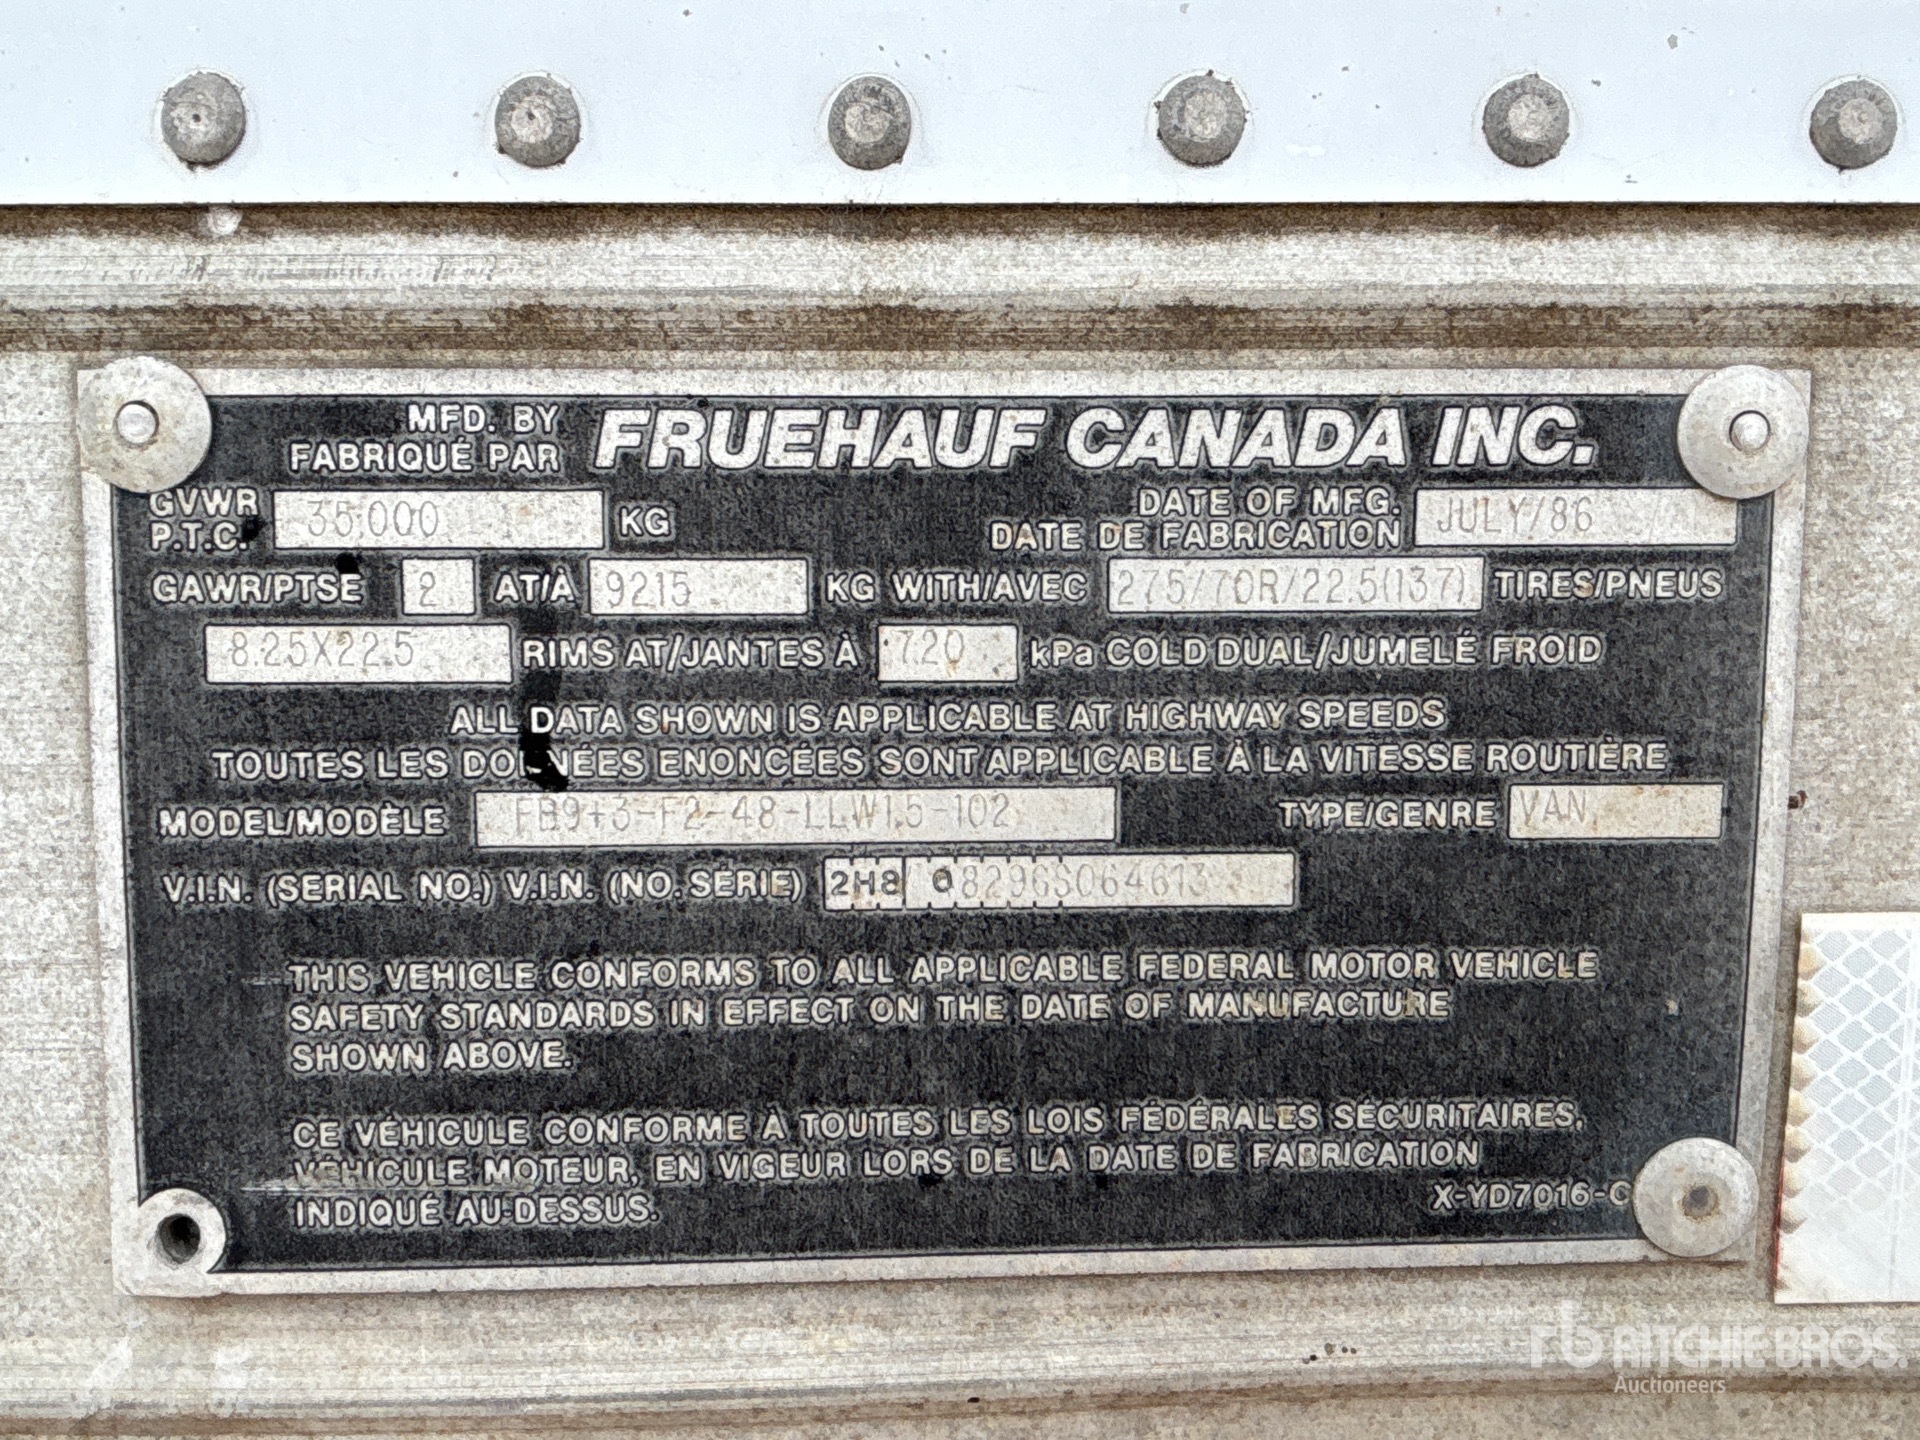 MFD. BY
FABRIQUÉ PAR FRUEHAUF CANADA INC.
GVWR
P.T.C. 35,000 KG DATE OF MFG.
DATE DE FABRICATION JULY/86
GAWR/PTSE 2 AT/À 9215 KG WITH/AVEC 275/70R/22.5(137) TIRES/PNEUS
8.25X22.5 RIMS AT/JANTES À 720 kPa COLD DUAL/JUMELÉ FROID
ALL DATA SHOWN IS APPLICABLE AT HIGHWAY SPEEDS
TOUTES LES DONNÉES ENONCÉES SONT APPLICABLE À LA VITESSE ROUTIÈRE
MODEL/MODÈLE FB9+3-F2-48-LLW1.5-102 TYPE/GENRE VAN
V.I.N. (SERIAL NO.) V.I.N. (NO. SÉRIE) 2H8
THIS VEHICLE CONFORMS TO ALL APPLICABLE FEDERAL MOTOR VEHICLE
SAFETY STANDARDS IN EFFECT ON THE DATE OF MANUFACTURE
SHOWN ABOVE.
CE VÉHICULE CONFORME À TOUTES LES LOIS FÉDÉRALES SÉCURITAIRES,
VÉHICULE MOTEUR, EN VIGEUR LORS DE LA DATE DE FABRICATION
INDIQUÉ AU-DESSUS.
X-YD7016-C
rb RITCHIE BROS.
Auctioneers